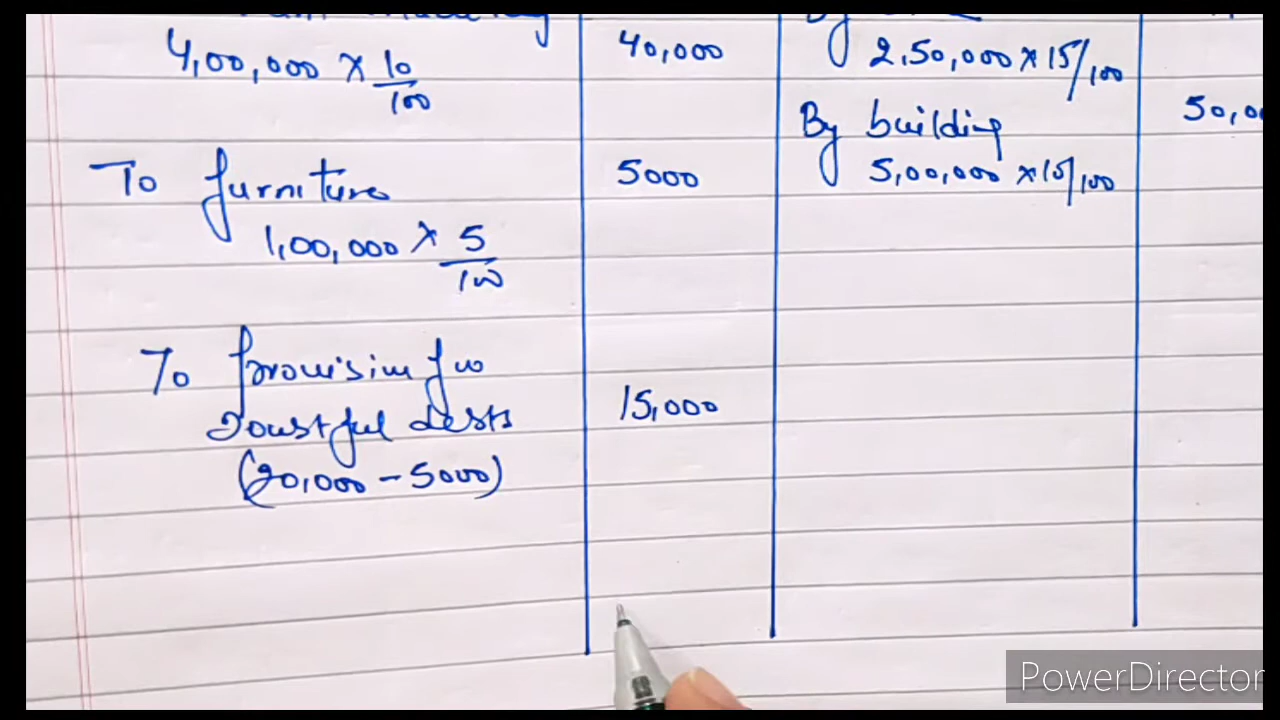 4,00,000 × 10/100 40,000
To furniture 5000
1,00,000 × 5/100
To provision for
Doubtful debts 15,000
(20,000 - 5000)
2,50,000 × 15/100
By building 50,00
5,00,000 × 15/100
PowerDirector